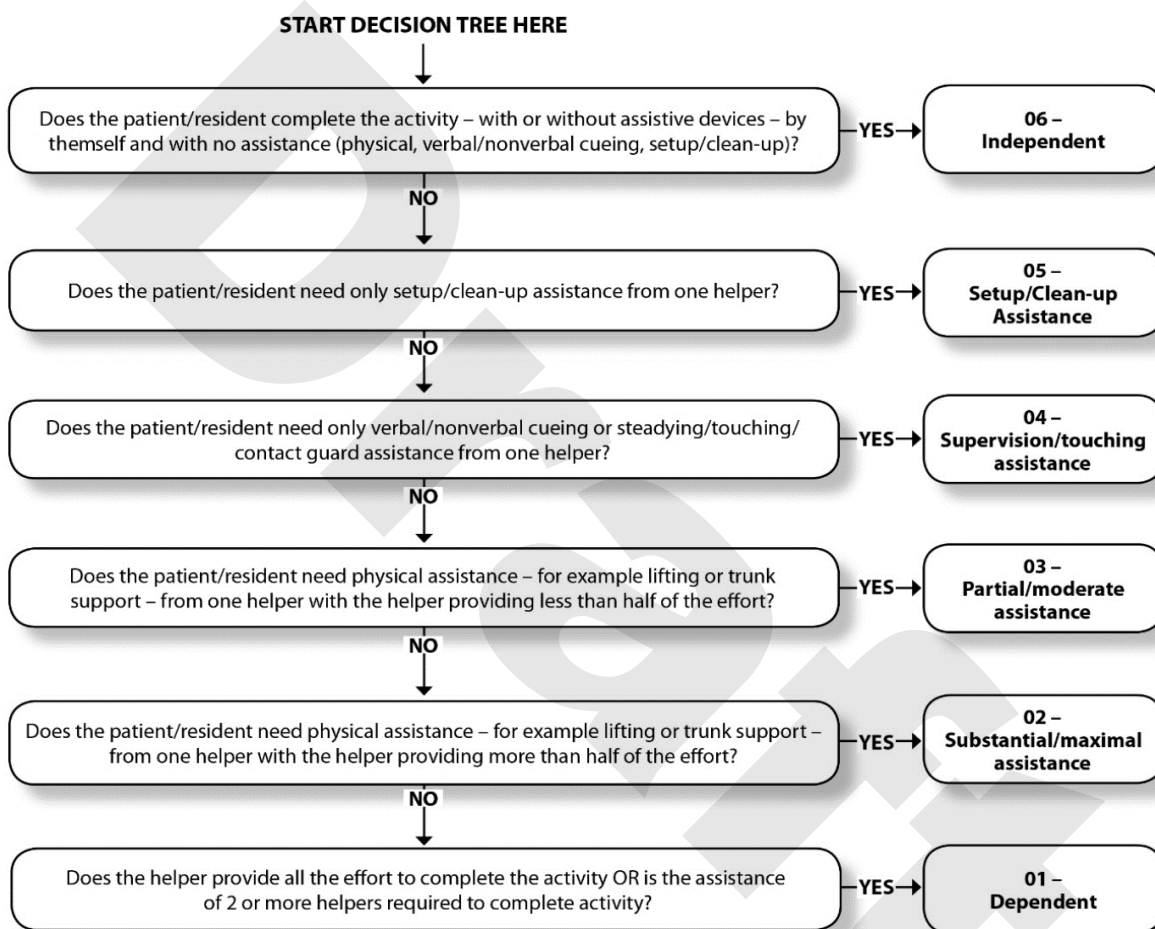 START DECISION TREE HERE
Does the patient/resident complete the activity – with or without assistive devices – by
themself and with no assistance (physical, verbal/nonverbal cueing, setup/clean-up)?
YES
06 –
Independent
NO
Does the patient/resident need only setup/clean-up assistance from one helper?
YES
05 –
Setup/Clean-up
Assistance
NO
Does the patient/resident need only verbal/nonverbal cueing or steadying/touching/
contact guard assistance from one helper?
YES
04 –
Supervision/touching
assistance
NO
Does the patient/resident need physical assistance – for example lifting or trunk
support – from one helper with the helper providing less than half of the effort?
YES
03 –
Partial/moderate
assistance
NO
Does the patient/resident need physical assistance – for example lifting or trunk support –
from one helper with the helper providing more than half of the effort?
YES
02 –
Substantial/maximal
assistance
NO
Does the helper provide all the effort to complete the activity OR is the assistance
of 2 or more helpers required to complete activity?
YES
01 –
Dependent
Draft